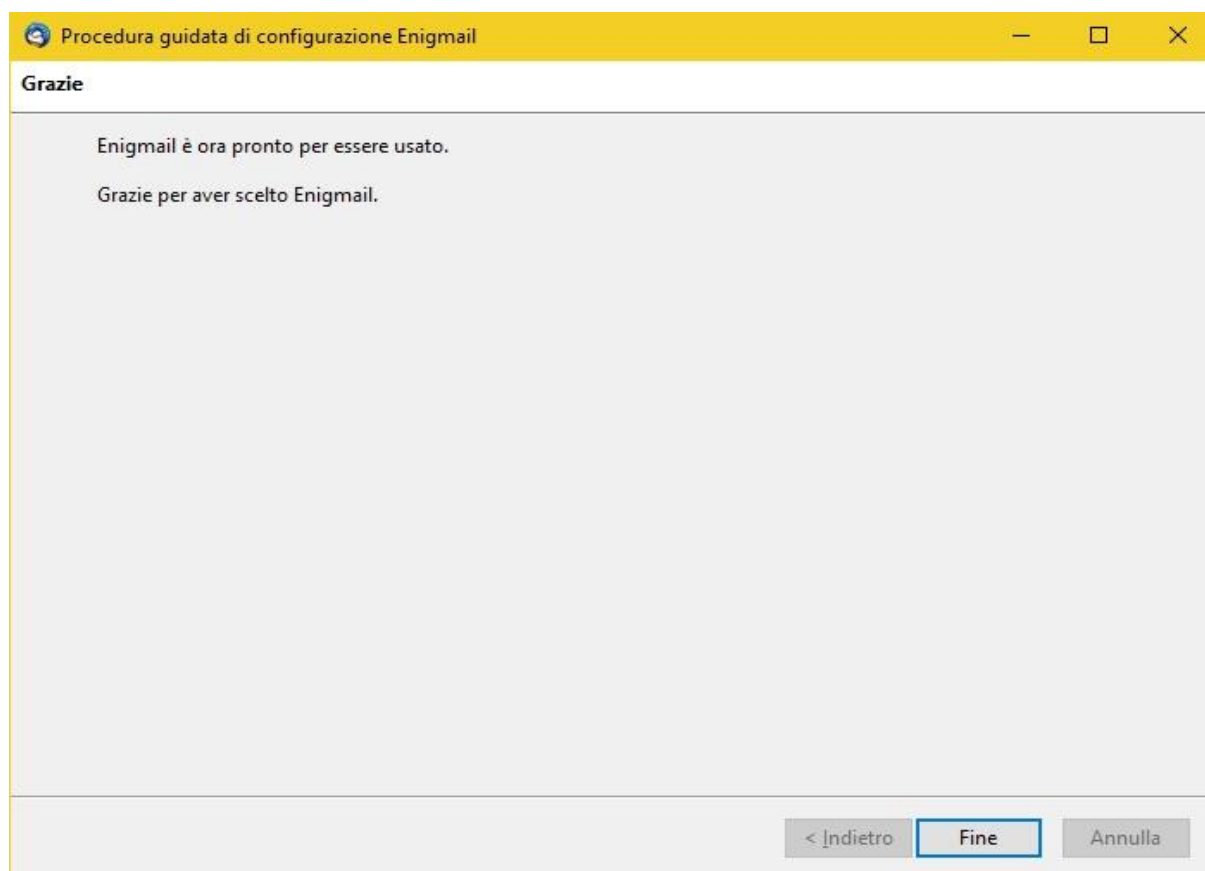 Procedura guidata di configurazione Enigmail
Grazie
Enigmail è ora pronto per essere usato.
Grazie per aver scelto Enigmail.
< Indietro Fine Annulla